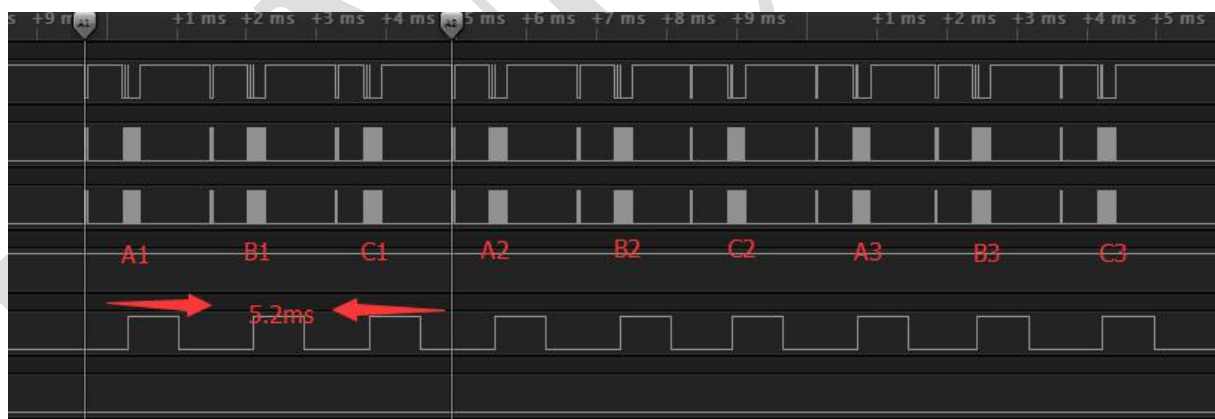 s +9 m A1 +1 ms +2 ms +3 ms +4 ms A2 5 ms +6 ms +7 ms +8 ms +9 ms +1 ms +2 ms +3 ms +4 ms +5 ms
A1 B1 C1 A2 B2 C2 A3 B3 C3
5.2ms